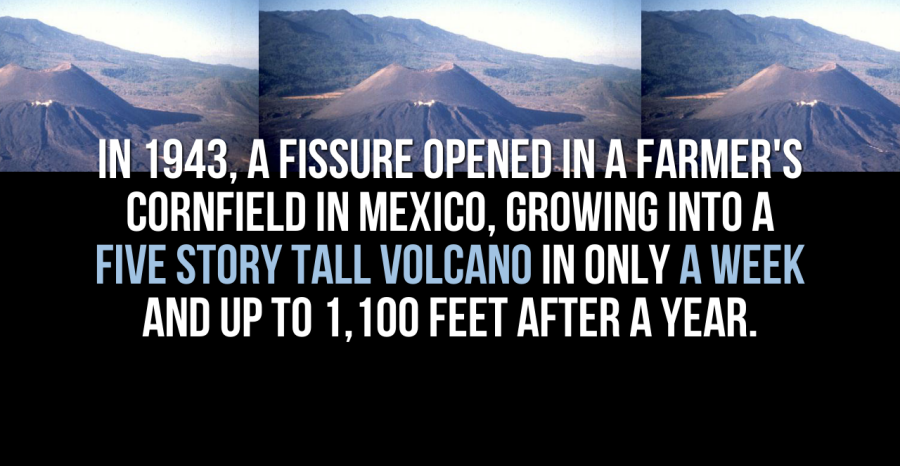 IN 1943, A FISSURE OPENED IN A FARMER'S
CORNFIELD IN MEXICO, GROWING INTO A
FIVE STORY TALL VOLCANO IN ONLY A WEEK
AND UP TO 1,100 FEET AFTER A YEAR.